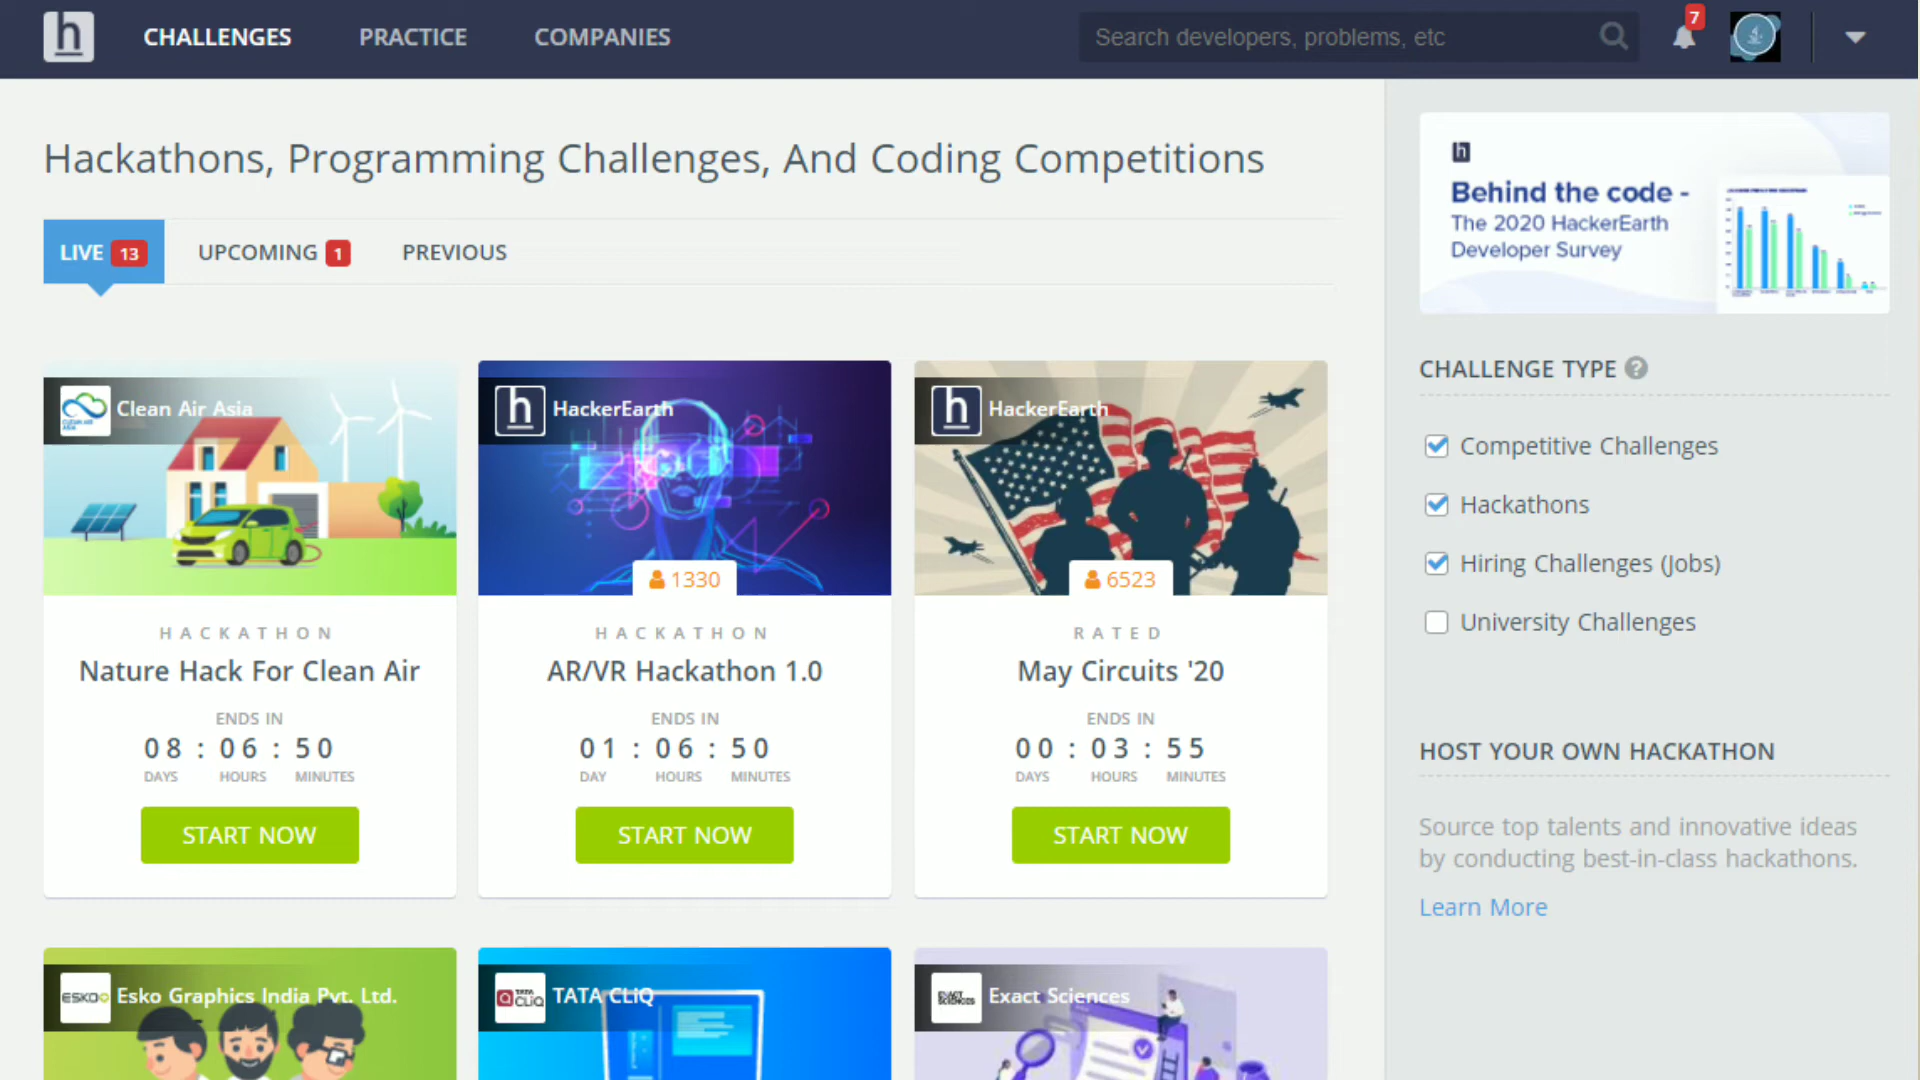 h CHALLENGES PRACTICE COMPANIES Search developers, problems, etc 7
Hackathons, Programming Challenges, And Coding Competitions
LIVE 13 UPCOMING 1 PREVIOUS
Clean Air Asia
HACKATHON
Nature Hack For Clean Air
ENDS IN
08 : 06 : 50
DAYS HOURS MINUTES
START NOW
h HackerEarth
1330
HACKATHON
AR/VR Hackathon 1.0
ENDS IN
01 : 06 : 50
DAY HOURS MINUTES
START NOW
h HackerEarth
6523
RATED
May Circuits '20
ENDS IN
00 : 03 : 55
DAYS HOURS MINUTES
START NOW
ESKO Esko Graphics India Pvt. Ltd.
TATA CLiQ TATA CLiQ
EXACT SCIENCES Exact Sciences
h
Behind the code -
The 2020 HackerEarth
Developer Survey
CHALLENGE TYPE ?
Competitive Challenges
Hackathons
Hiring Challenges (Jobs)
University Challenges
HOST YOUR OWN HACKATHON
Source top talents and innovative ideas
by conducting best-in-class hackathons.
Learn More